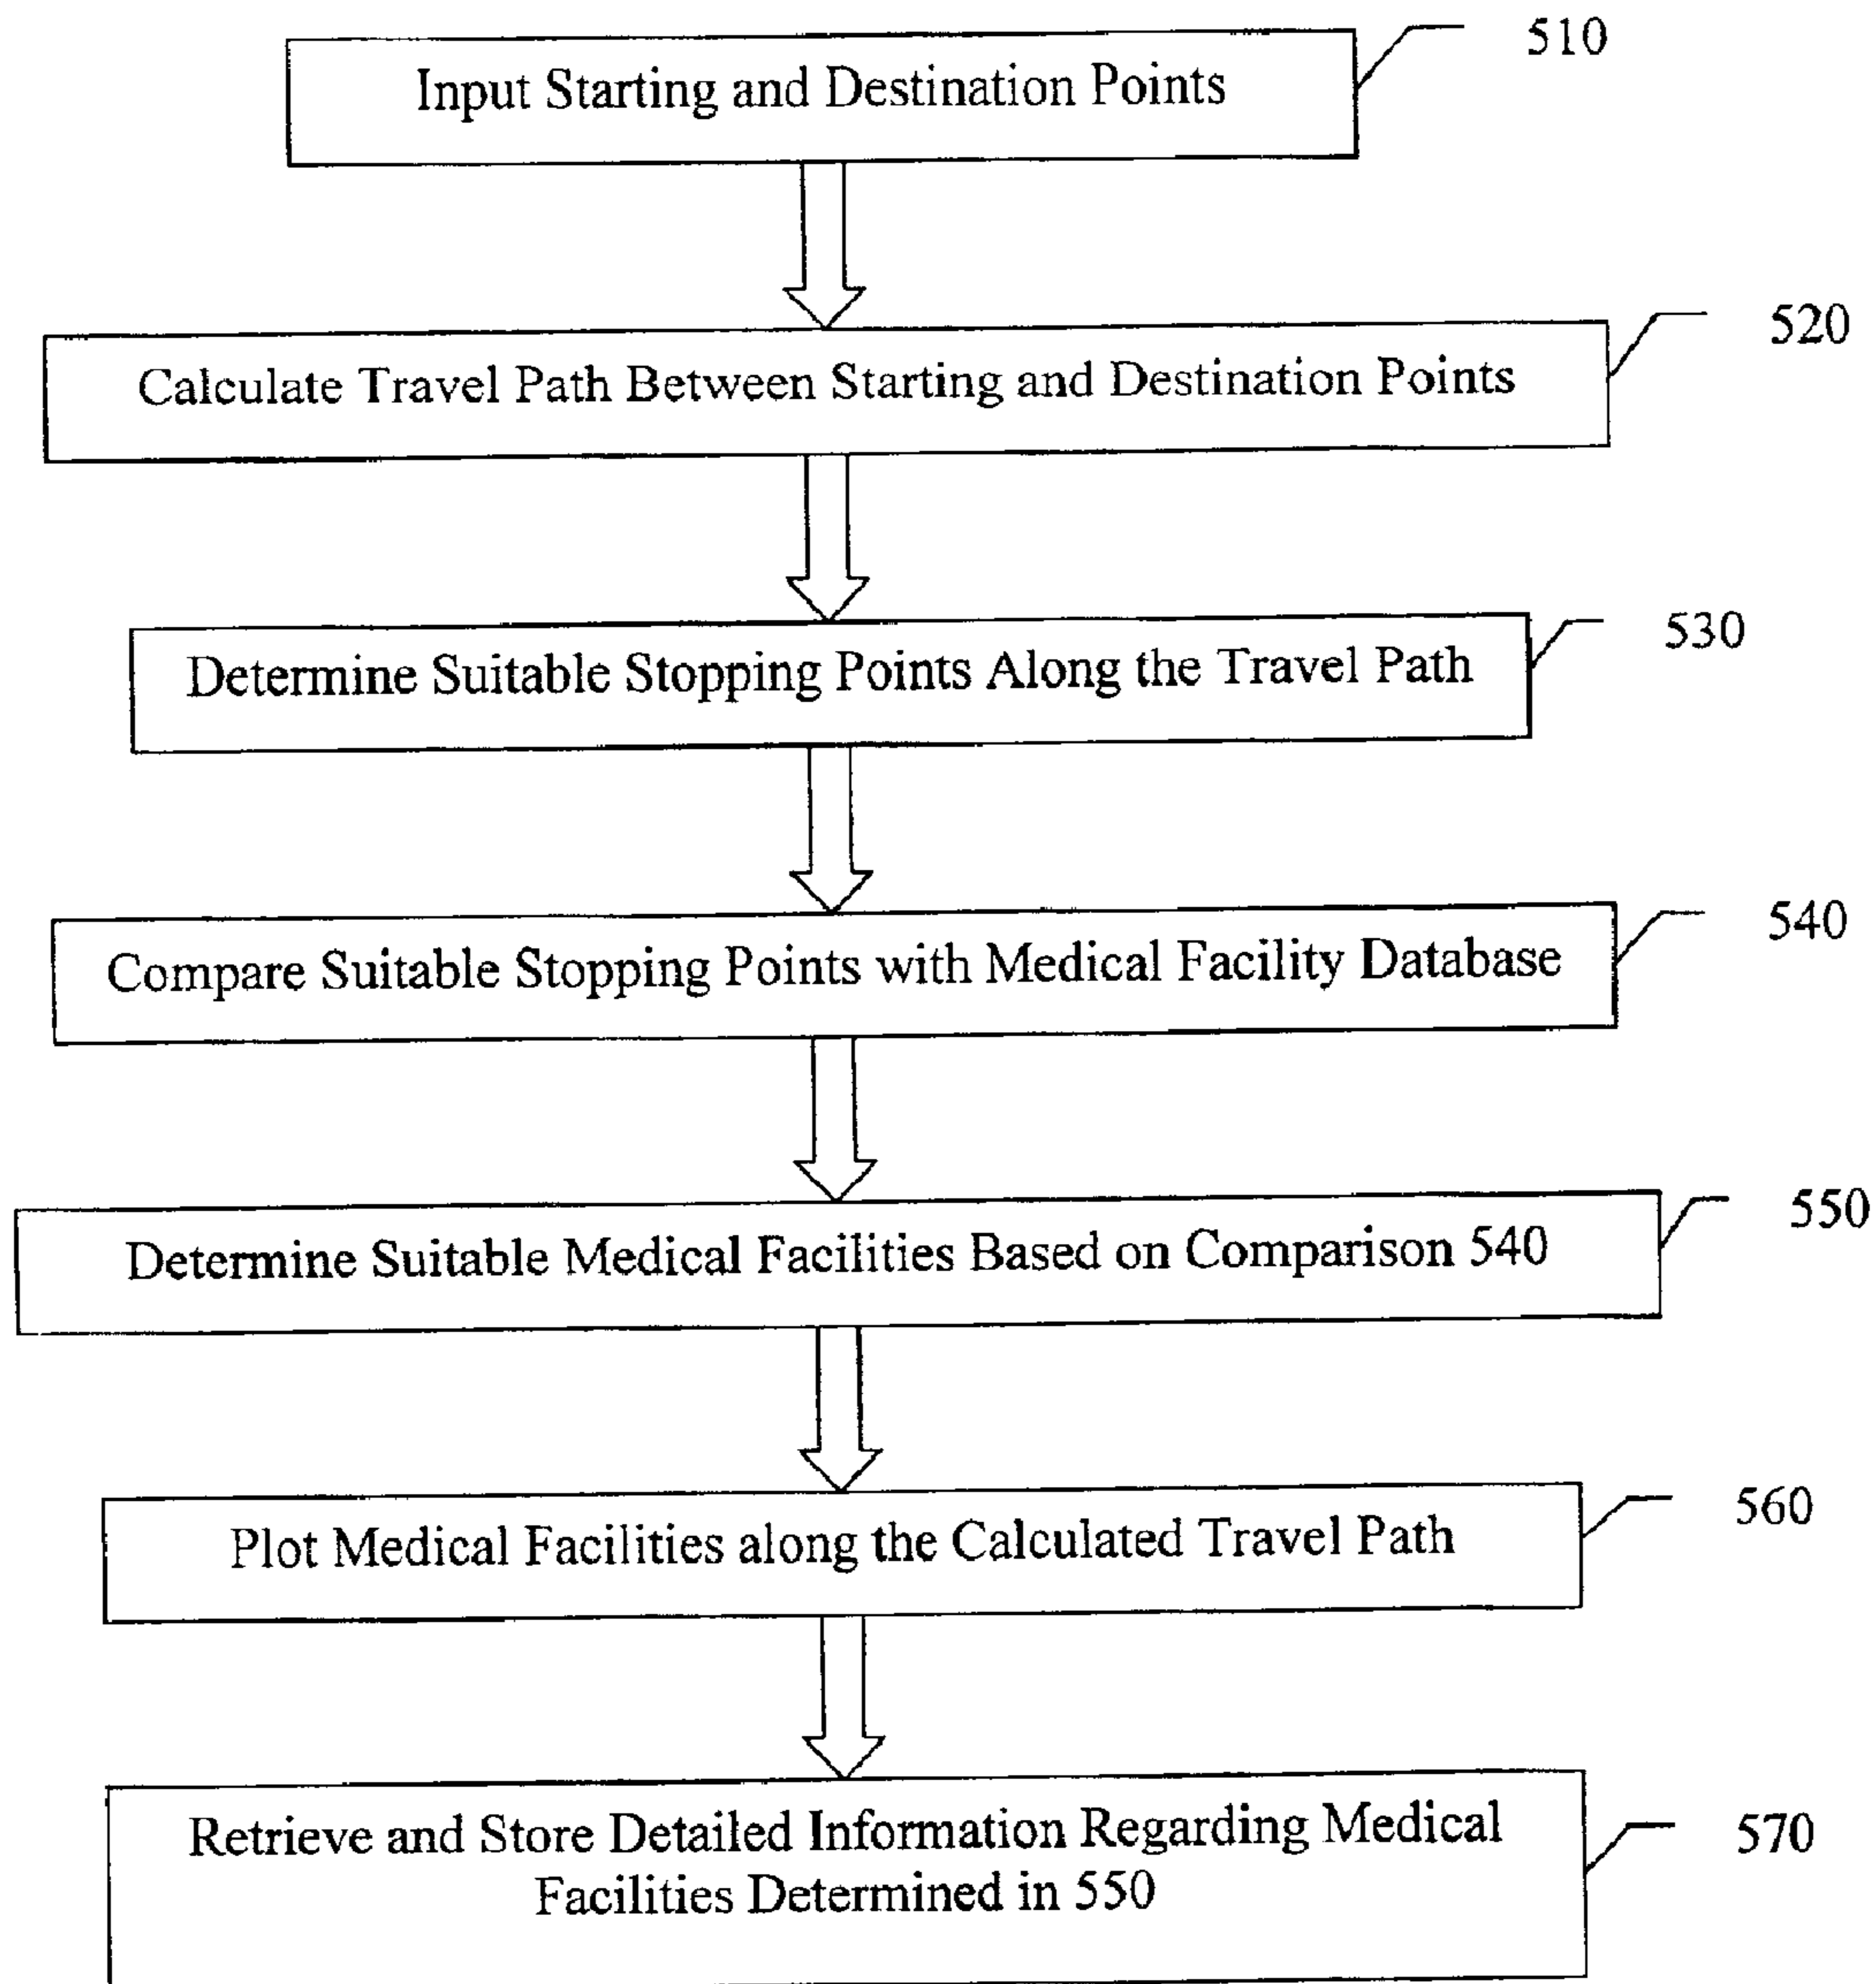 510
Input Starting and Destination Points
520
Calculate Travel Path Between Starting and Destination Points
530
Determine Suitable Stopping Points Along the Travel Path
540
Compare Suitable Stopping Points with Medical Facility Database
550
Determine Suitable Medical Facilities Based on Comparison 540
560
Plot Medical Facilities along the Calculated Travel Path
570
Retrieve and Store Detailed Information Regarding Medical
Facilities Determined in 550